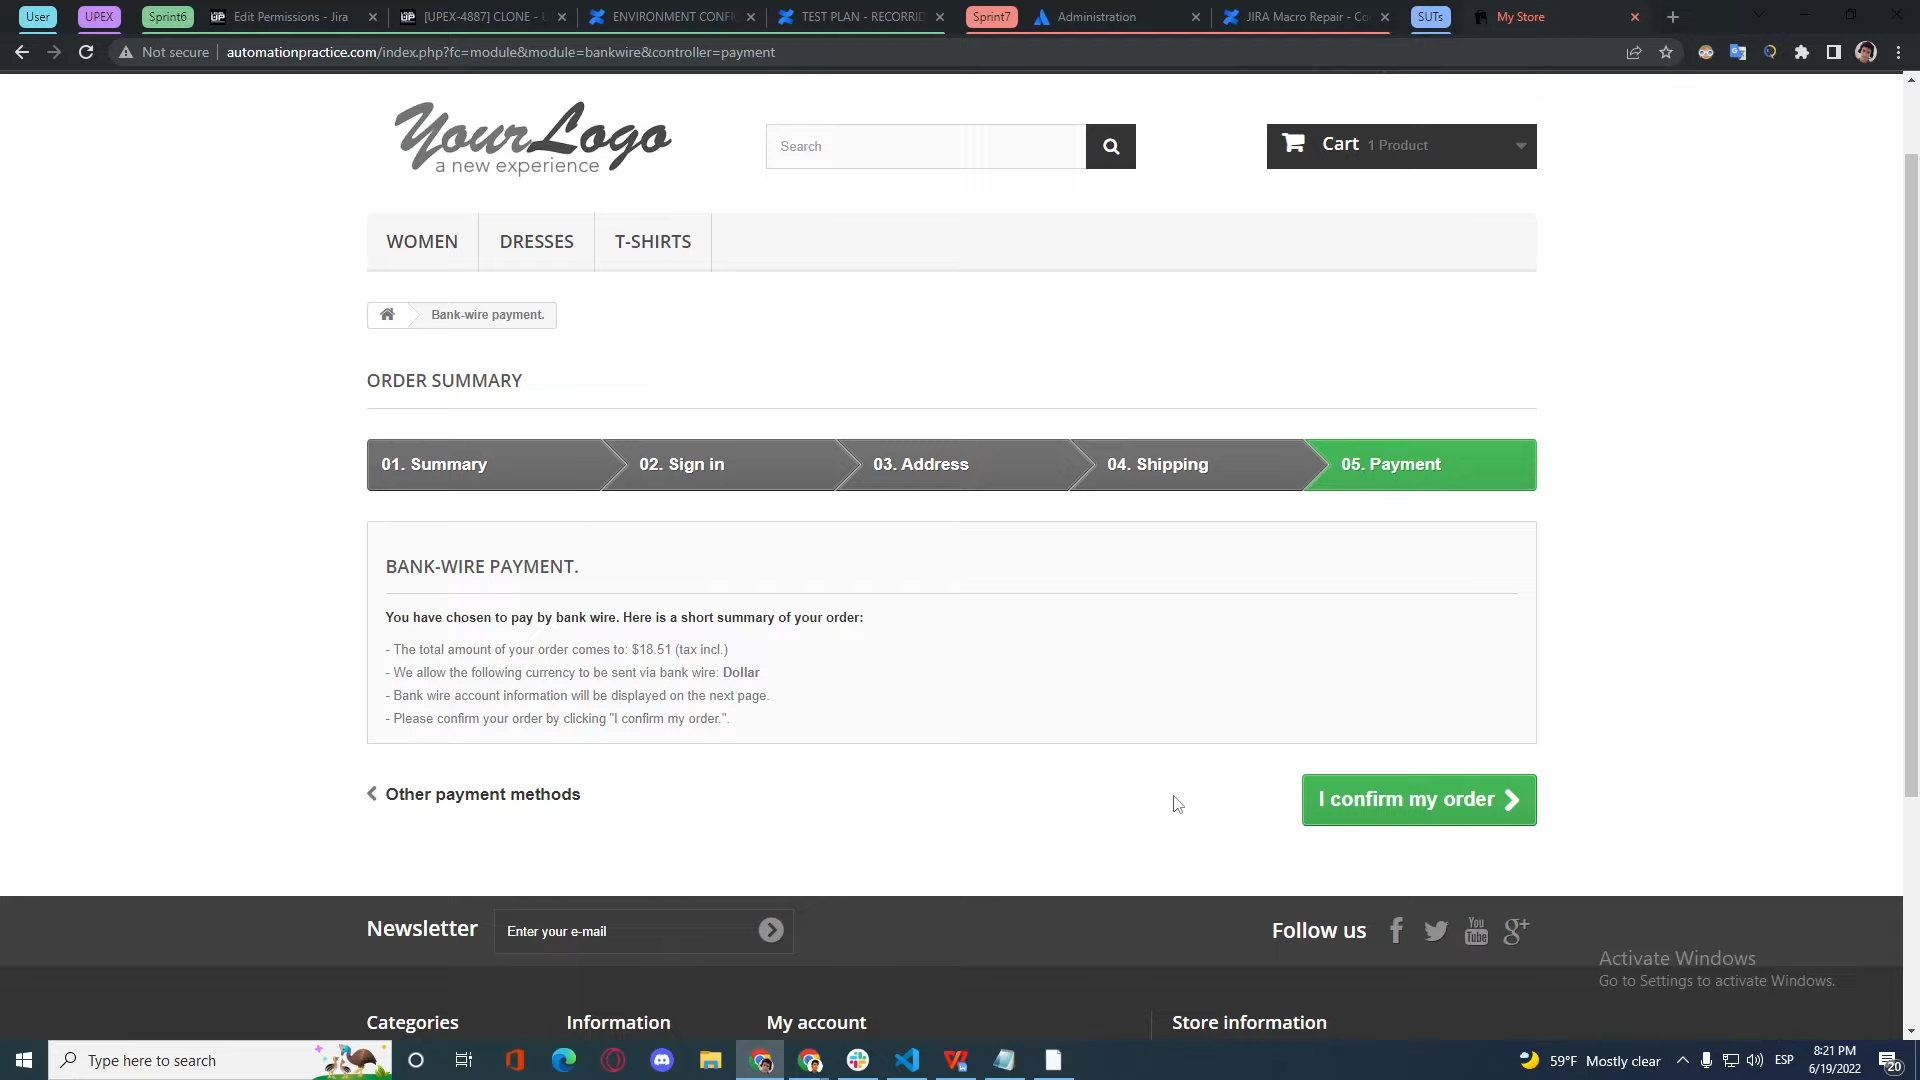 User
UPEX
Sprint6
Edit Permissions - Jira
[UPEX-4887] CLONE -
ENVIRONMENT CONFI
TEST PLAN - RECORRID
Sprint7
Administration
JIRA Macro Repair - Co
SUTs
My Store
Not secure
automationpractice.com/index.php?fc=module&module=bankwire&controller=payment
YourLogo
a new experience
Search
Cart 1 Product
WOMEN
DRESSES
T-SHIRTS
Bank-wire payment.
ORDER SUMMARY
01. Summary
02. Sign in
03. Address
04. Shipping
05. Payment
BANK-WIRE PAYMENT.
You have chosen to pay by bank wire. Here is a short summary of your order:
- The total amount of your order comes to: $18.51 (tax incl.)
- We allow the following currency to be sent via bank wire: Dollar
- Bank wire account information will be displayed on the next page.
- Please confirm your order by clicking "I confirm my order.".
Other payment methods
I confirm my order
Newsletter
Enter your e-mail
Follow us
You
Tube
g+
Activate Windows
Go to Settings to activate Windows.
Categories
Information
My account
Store information
Type here to search
59°F Mostly clear
ESP
8:21 PM
6/19/2022
20